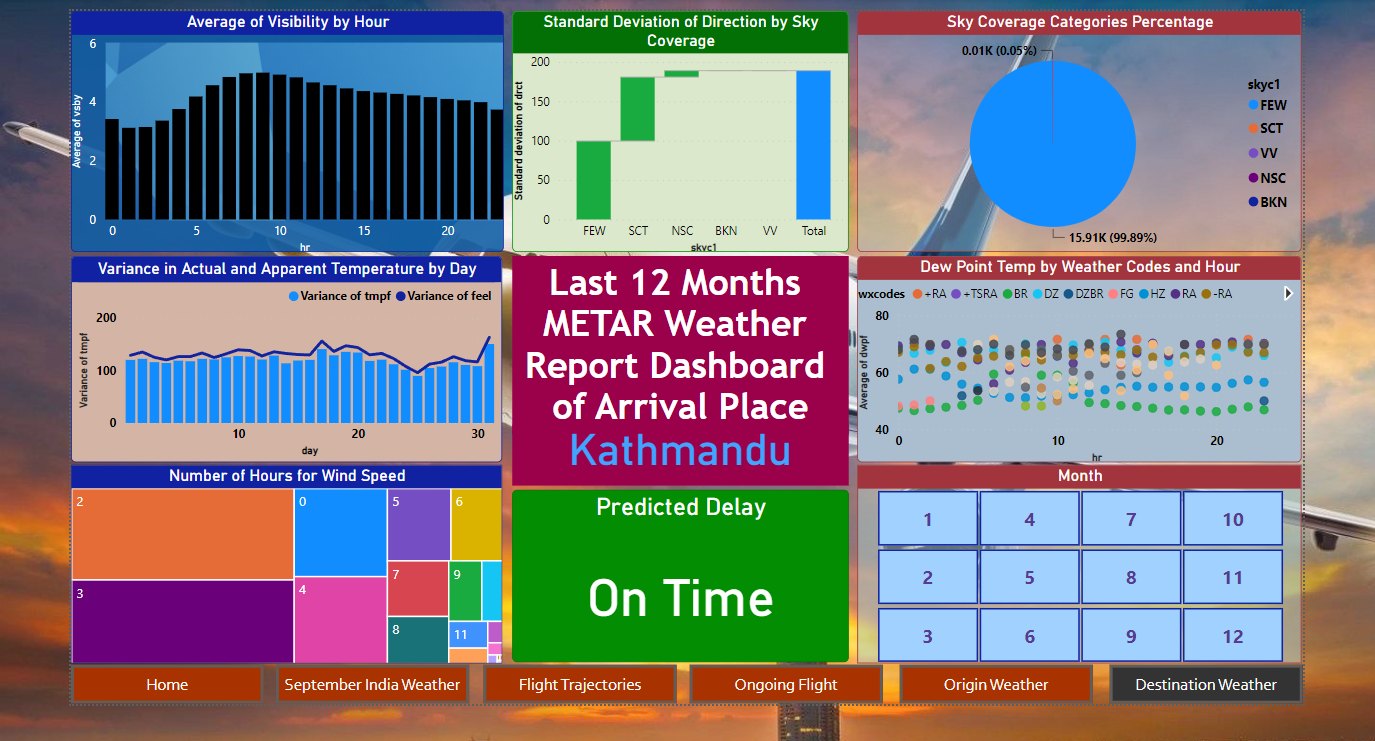 Average of Visibility by Hour
6
4
2
0
Average of vsby
0 5 10 15 20
hr
Standard Deviation of Direction by Sky
Coverage
200
150
100
50
0
Standard deviation of drct
FEW SCT NSC BKN VV Total
skyc1
Sky Coverage Categories Percentage
0.01K (0.05%)
15.91K (99.89%)
skyc1
FEW
SCT
VV
NSC
BKN
Variance in Actual and Apparent Temperature by Day
Variance of tmpf Variance of feel
200
100
0
Variance of tmpf
10 20 30
day
Last 12 Months
METAR Weather
Report Dashboard
of Arrival Place
Kathmandu
Dew Point Temp by Weather Codes and Hour
wxcodes +RA +TSRA BR DZ DZBR FG HZ RA -RA
80
60
40
Average of dwpf
0 10 20
hr
Number of Hours for Wind Speed
2
0
5
6
3
4
7
9
8
11
Predicted Delay
On Time
Month
1 4 7 10
2 5 8 11
3 6 9 12
Home
September India Weather
Flight Trajectories
Ongoing Flight
Origin Weather
Destination Weather